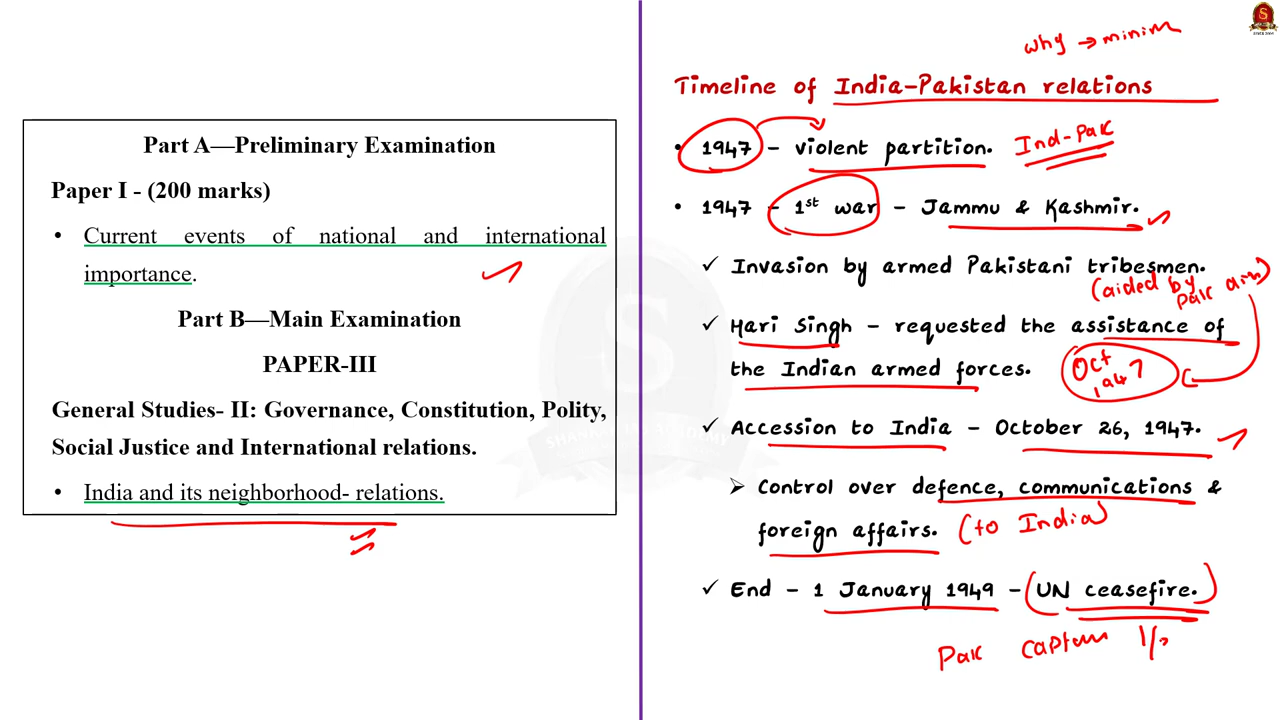 Part A—Preliminary Examination
Paper I - (200 marks)
• Current events of national and international
importance.
Part B—Main Examination
PAPER-III
General Studies- II: Governance, Constitution, Polity,
Social Justice and International relations.
• India and its neighborhood- relations.
why → minim
Timeline of India-Pakistan relations
• 1947 - violent partition. Ind-Pak
• 1947 - 1st war - Jammu & Kashmir.
✓ Invasion by armed Pakistani tribesmen.
(aided by
Pak
✓ Hari Singh - requested the assistance of
the Indian armed forces. Oct
1947
✓ Accession to India - October 26, 1947.
➢ Control over defence, communications &
foreign affairs. (to India)
✓ End - 1 January 1949 - (UN ceasefire.)
Pak